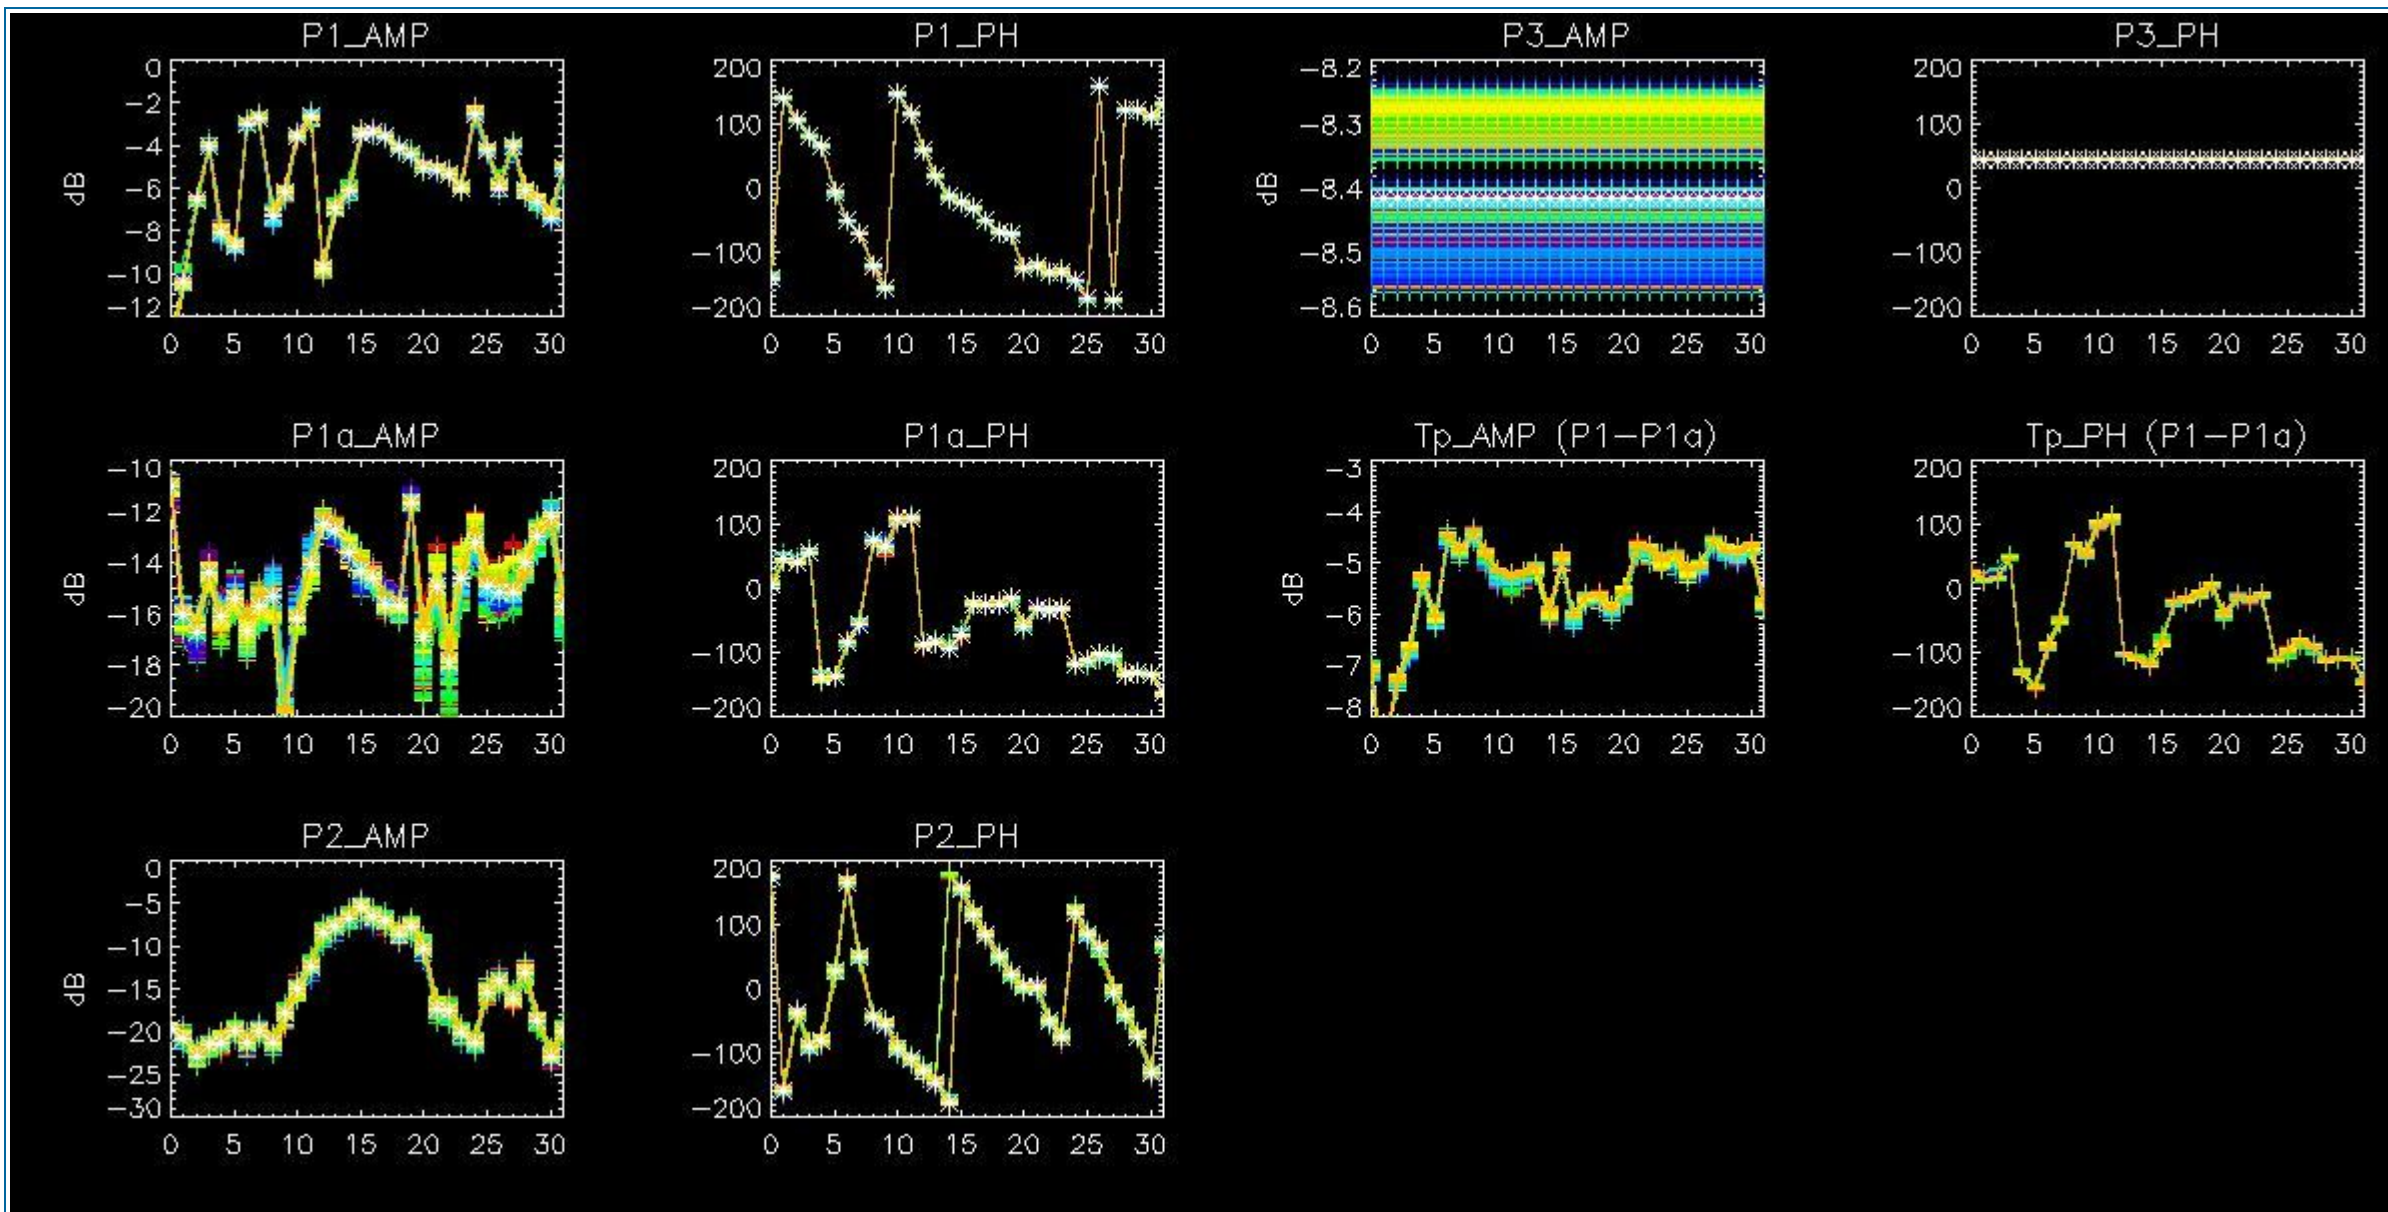 P1_AMP P1_PH P3_AMP P3_PH
0 200 −8.2 200
−2 100 −8.3 100
−4 0 −8.4 0
dB dB
−6 −100 −8.5 −100
−8 −200 −8.6 −200
−10
−12
0 5 10 15 20 25 30 0 5 10 15 20 25 30 0 5 10 15 20 25 30 0 5 10 15 20 25 30
P1a_AMP P1a_PH Tp_AMP (P1−P1a) Tp_PH (P1−P1a)
−10 200 −3 200
−12 100 −4 100
−14 0 −5 0
dB dB
−16 −100 −6 −100
−18 −200 −7 −200
−20 −8
0 5 10 15 20 25 30 0 5 10 15 20 25 30 0 5 10 15 20 25 30 0 5 10 15 20 25 30
P2_AMP P2_PH
0 200
−5 100
−10 0
dB
−15 −100
−20 −200
−25
−30
0 5 10 15 20 25 30 0 5 10 15 20 25 30